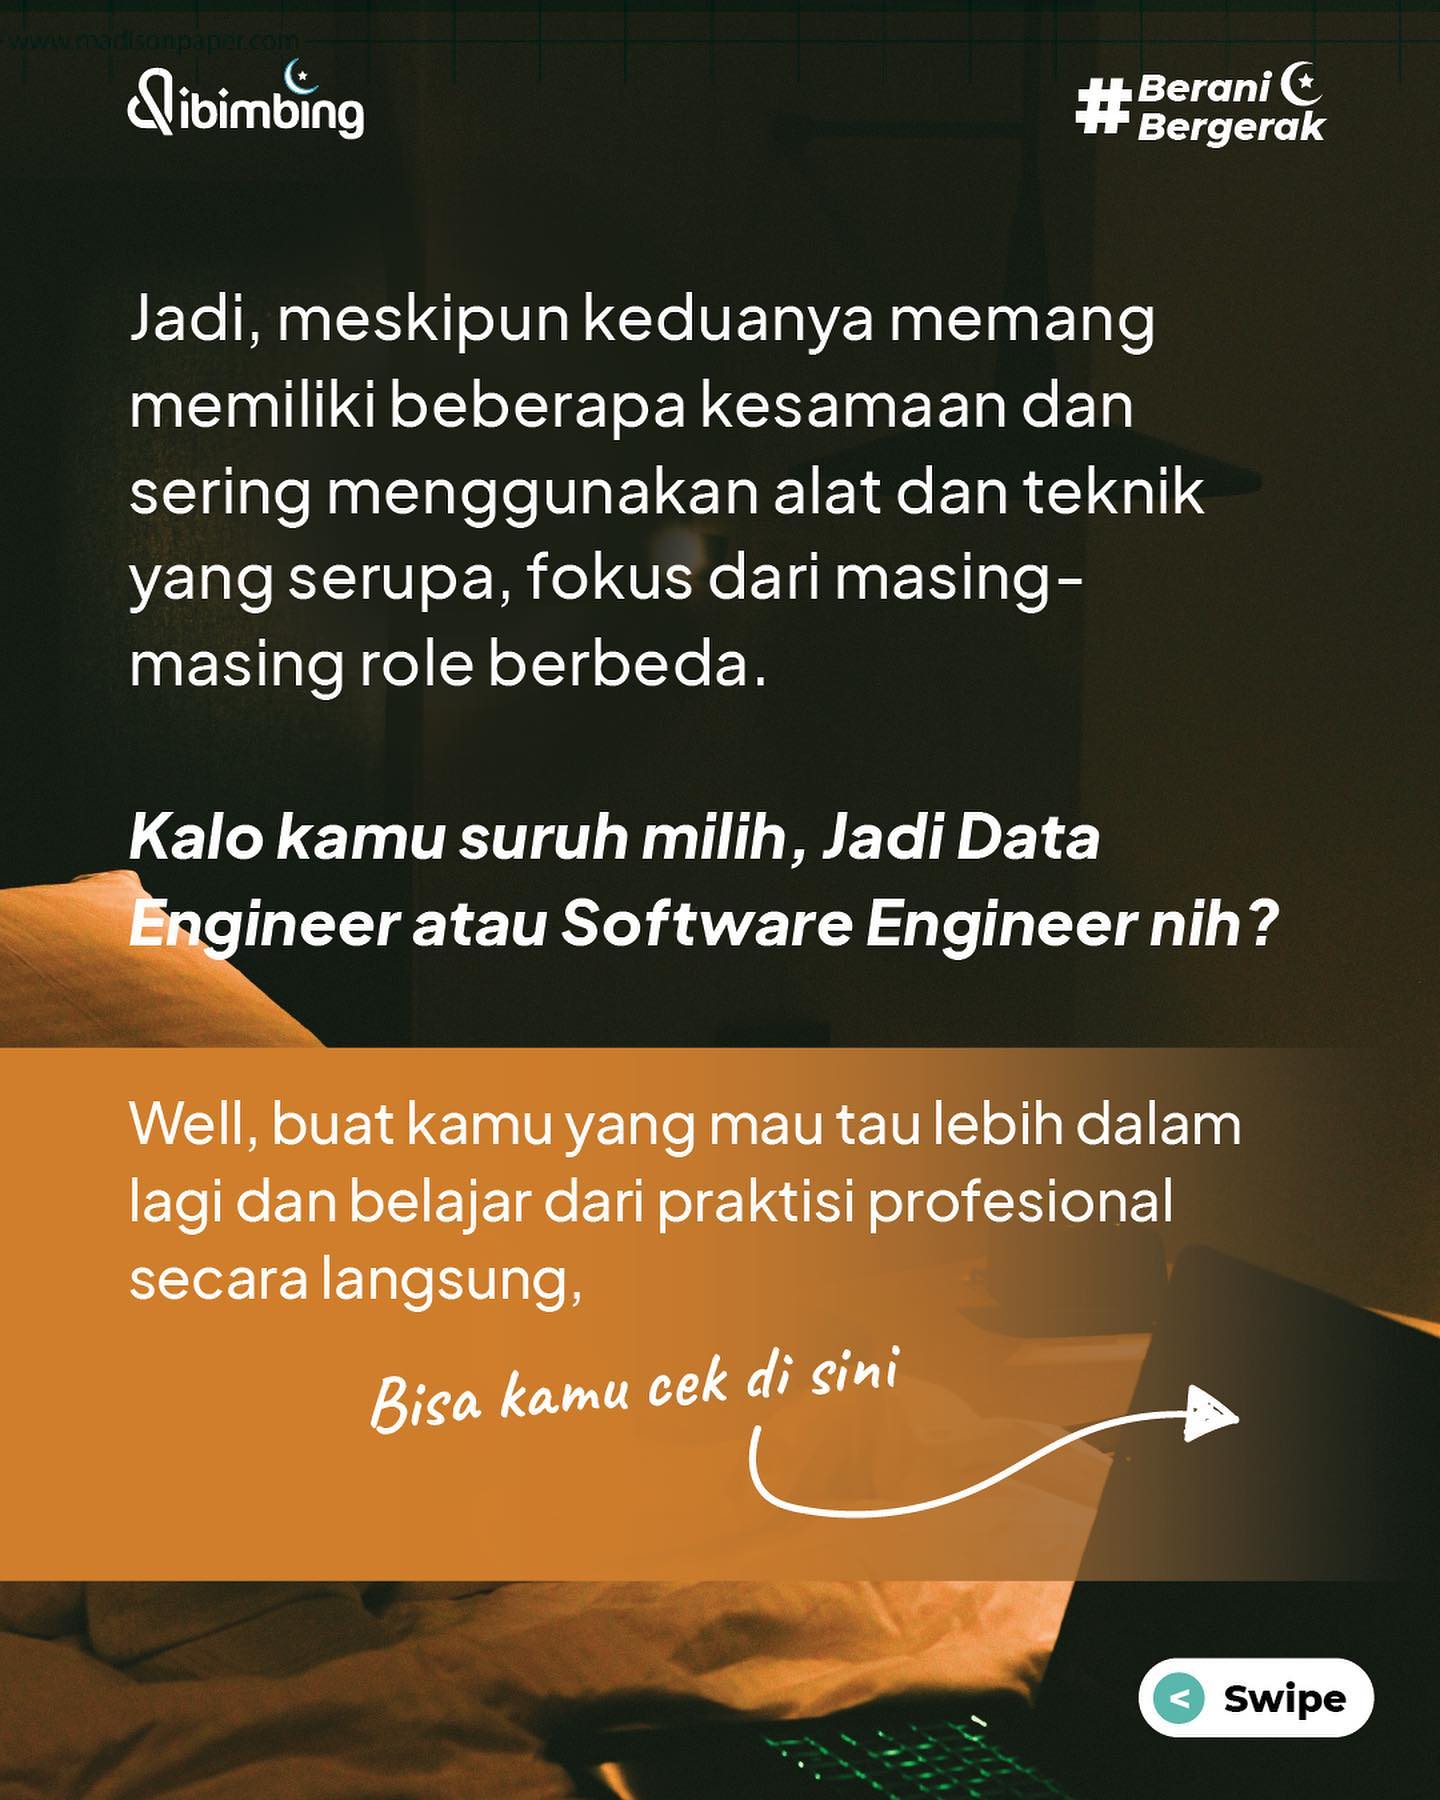 www.madisonpaper.com
dibimbing
#Berani
Bergerak
Jadi, meskipun keduanya memang
memiliki beberapa kesamaan dan
sering menggunakan alat dan teknik
yang serupa, fokus dari masing-
masing role berbeda.
Kalo kamu suruh milih, Jadi Data
Engineer atau Software Engineer nih?
Well, buat kamu yang mau tau lebih dalam
lagi dan belajar dari praktisi profesional
secara langsung,
Bisa kamu cek di sini
< Swipe